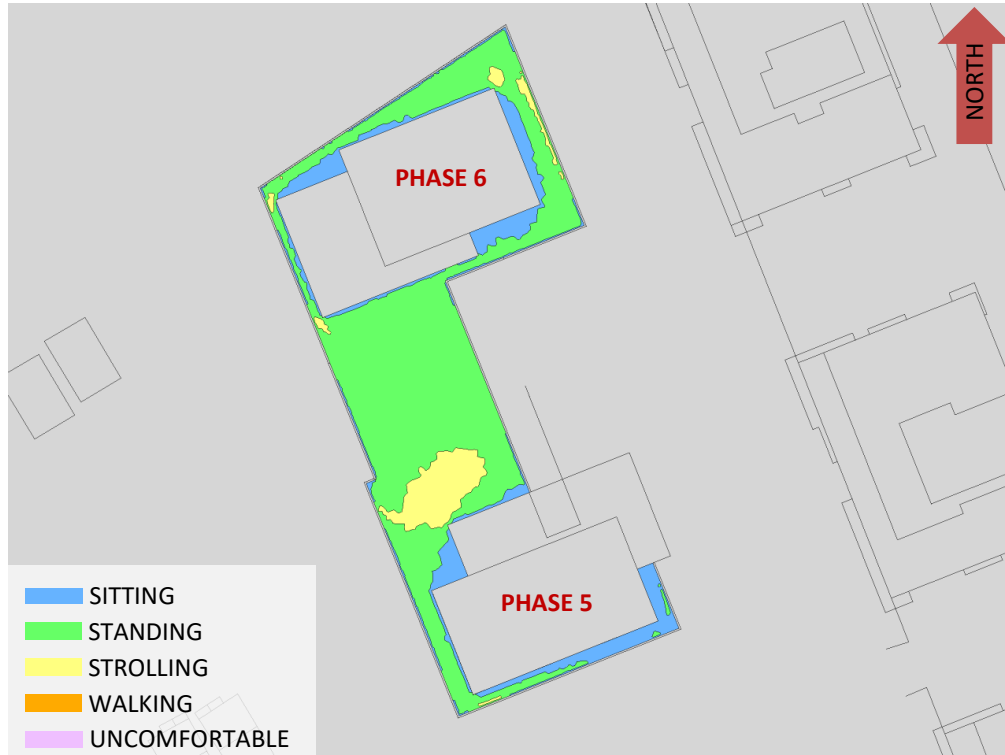 NORTH
PHASE 6
PHASE 5
SITTING
STANDING
STROLLING
WALKING
UNCOMFORTABLE